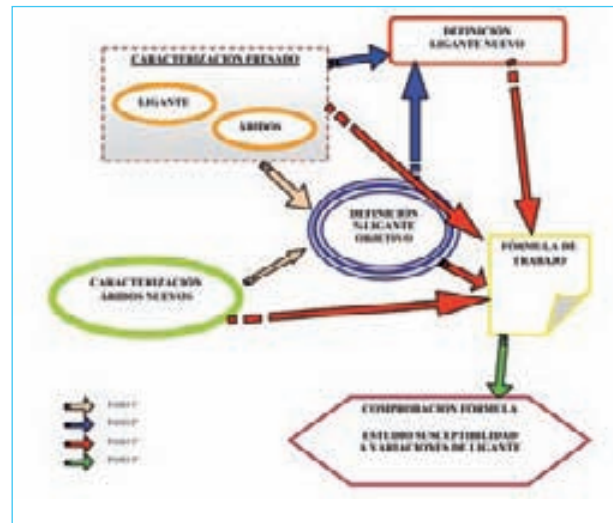 DEFINICIÓN
LIGANTE NUEVO
CARACTERIZACIÓN FRESADO
LIGANTE
ÁRIDOS
DEFINICIÓN
%LIGANTE
OBJETIVO
FÓRMULA DE
TRABAJO
CARACTERIZACIÓN
ÁRIDOS NUEVOS
COMPROBACIÓN FÓRMULA
ESTUDIO SUSCEPTIBILIDAD
A VARIACIONES DE LIGANTE